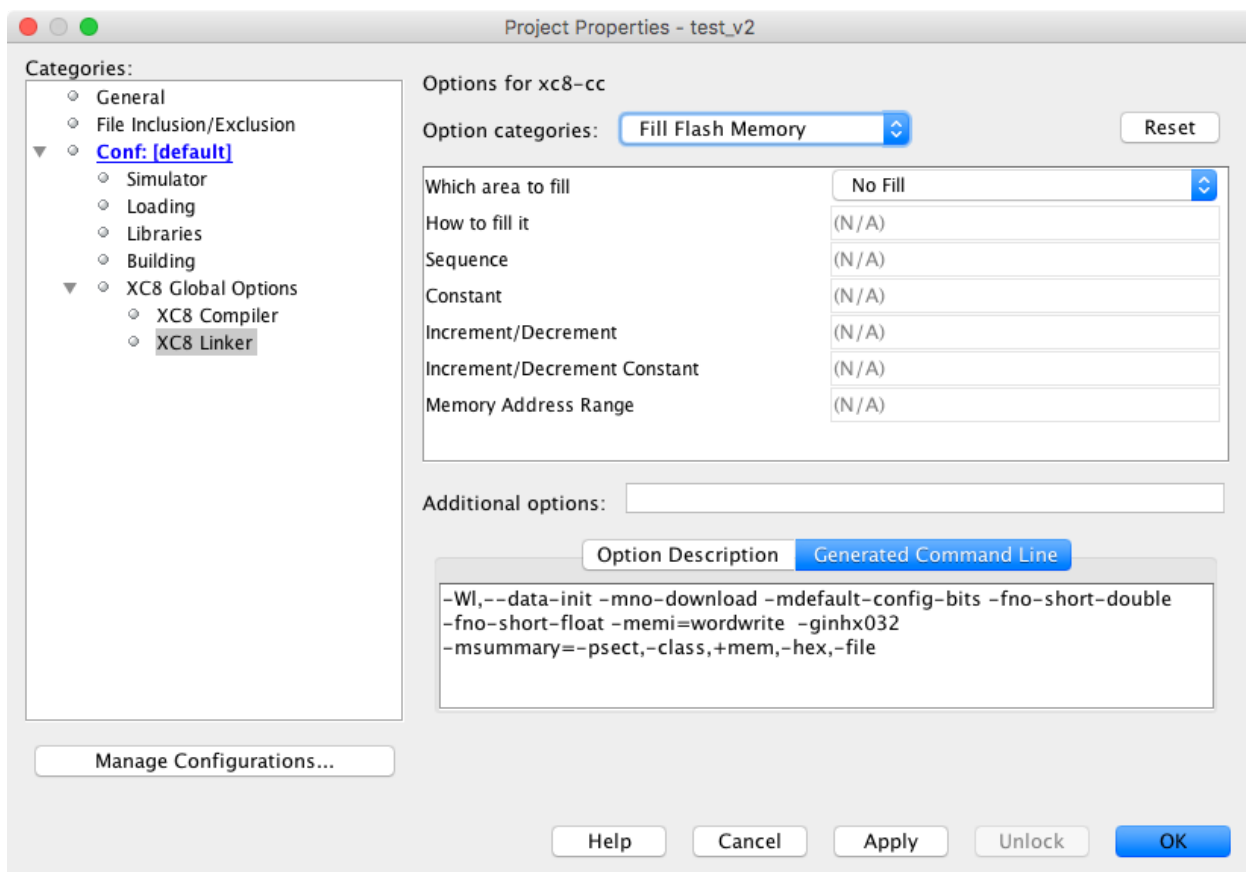 Project Properties - test_v2
Categories:
General
File Inclusion/Exclusion
Conf: [default]
Simulator
Loading
Libraries
Building
XC8 Global Options
XC8 Compiler
XC8 Linker
Manage Configurations...
Options for xc8-cc
Option categories: Fill Flash Memory Reset
Which area to fill No Fill
How to fill it (N/A)
Sequence (N/A)
Constant (N/A)
Increment/Decrement (N/A)
Increment/Decrement Constant (N/A)
Memory Address Range (N/A)
Additional options:
Option Description Generated Command Line
-Wl,--data-init -mno-download -mdefault-config-bits -fno-short-double
-fno-short-float -memi=wordwrite -ginhx032
-msummary=-psect,-class,+mem,-hex,-file
Help Cancel Apply Unlock OK